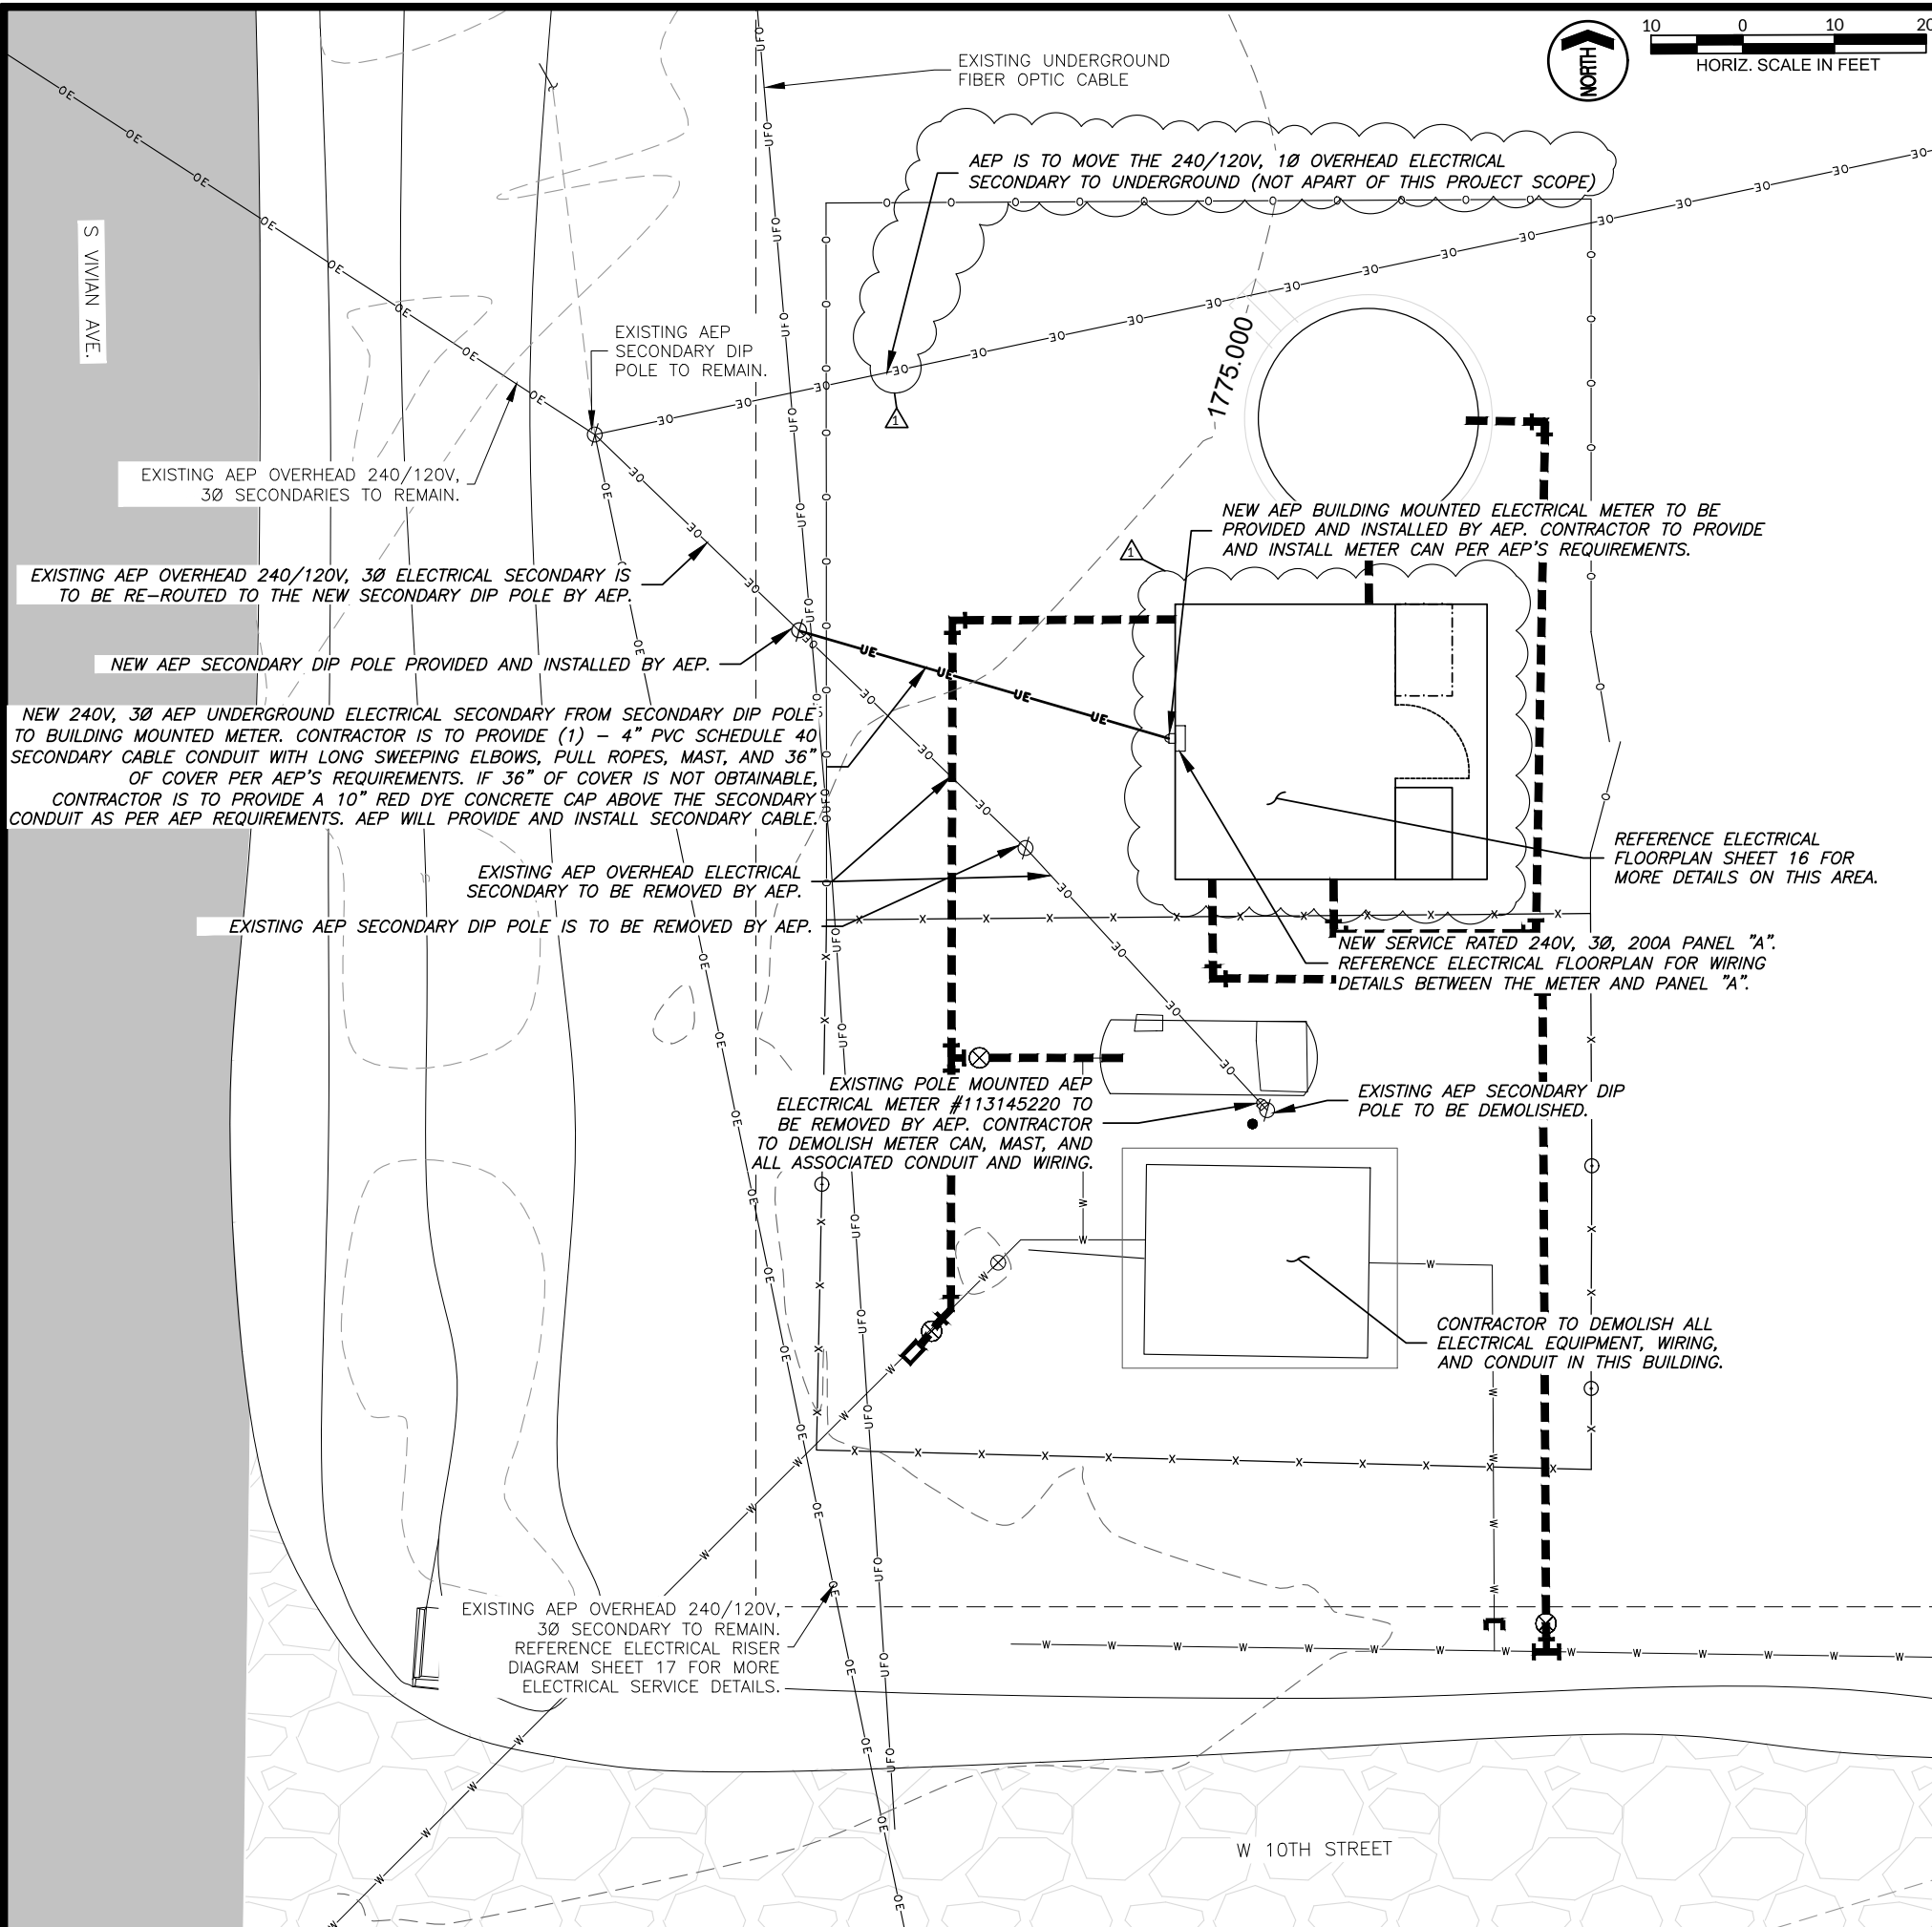 10 0 10 20
HORIZ. SCALE IN FEET
NORTH
EXISTING UNDERGROUND
FIBER OPTIC CABLE
AEP IS TO MOVE THE 240/120V, 1Ø OVERHEAD ELECTRICAL
SECONDARY TO UNDERGROUND (NOT APART OF THIS PROJECT SCOPE)
S VIVIAN AVE.
EXISTING AEP
SECONDARY DIP
POLE TO REMAIN.
1775.000
1
EXISTING AEP OVERHEAD 240/120V,
3Ø SECONDARIES TO REMAIN.
NEW AEP BUILDING MOUNTED ELECTRICAL METER TO BE
PROVIDED AND INSTALLED BY AEP. CONTRACTOR TO PROVIDE
AND INSTALL METER CAN PER AEP'S REQUIREMENTS.
1
EXISTING AEP OVERHEAD 240/120V, 3Ø ELECTRICAL SECONDARY IS
TO BE RE-ROUTED TO THE NEW SECONDARY DIP POLE BY AEP.
NEW AEP SECONDARY DIP POLE PROVIDED AND INSTALLED BY AEP.
UE UE UE UE
NEW 240V, 3Ø AEP UNDERGROUND ELECTRICAL SECONDARY FROM SECONDARY DIP POLE
TO BUILDING MOUNTED METER. CONTRACTOR IS TO PROVIDE (1) - 4" PVC SCHEDULE 40
SECONDARY CABLE CONDUIT WITH LONG SWEEPING ELBOWS, PULL ROPES, MAST, AND 36"
OF COVER PER AEP'S REQUIREMENTS. IF 36" OF COVER IS NOT OBTAINABLE,
CONTRACTOR IS TO PROVIDE A 10" RED DYE CONCRETE CAP ABOVE THE SECONDARY
CONDUIT AS PER AEP REQUIREMENTS. AEP WILL PROVIDE AND INSTALL SECONDARY CABLE.
REFERENCE ELECTRICAL
FLOORPLAN SHEET 16 FOR
MORE DETAILS ON THIS AREA.
EXISTING AEP OVERHEAD ELECTRICAL
SECONDARY TO BE REMOVED BY AEP.
EXISTING AEP SECONDARY DIP POLE IS TO BE REMOVED BY AEP.
NEW SERVICE RATED 240V, 3Ø, 200A PANEL "A".
REFERENCE ELECTRICAL FLOORPLAN FOR WIRING
DETAILS BETWEEN THE METER AND PANEL "A".
EXISTING POLE MOUNTED AEP
ELECTRICAL METER #113145220 TO
BE REMOVED BY AEP. CONTRACTOR
TO DEMOLISH METER CAN, MAST, AND
ALL ASSOCIATED CONDUIT AND WIRING.
EXISTING AEP SECONDARY DIP
POLE TO BE DEMOLISHED.
CONTRACTOR TO DEMOLISH ALL
ELECTRICAL EQUIPMENT, WIRING,
AND CONDUIT IN THIS BUILDING.
EXISTING AEP OVERHEAD 240/120V,
3Ø SECONDARY TO REMAIN.
REFERENCE ELECTRICAL RISER
DIAGRAM SHEET 17 FOR MORE
ELECTRICAL SERVICE DETAILS.
W 10TH STREET